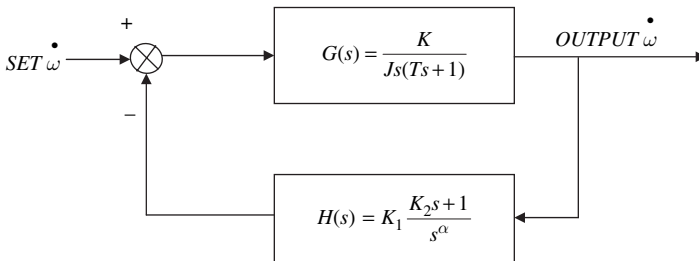 +
SET ω̇
−
G(s) = K / Js(Ts + 1)
OUTPUT ω̇
H(s) = K₁ (K₂s + 1) / s^α